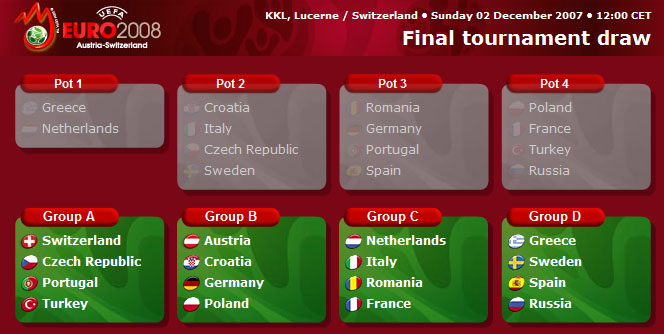 UEFA
EURO2008
Austria-Switzerland
KKL, Lucerne / Switzerland • Sunday 02 December 2007 • 12:00 CET
Final tournament draw
Pot 1
Greece
Netherlands
Pot 2
Croatia
Italy
Czech Republic
Sweden
Pot 3
Romania
Germany
Portugal
Spain
Pot 4
Poland
France
Turkey
Russia
Group A
Switzerland
Czech Republic
Portugal
Turkey
Group B
Austria
Croatia
Germany
Poland
Group C
Netherlands
Italy
Romania
France
Group D
Greece
Sweden
Spain
Russia